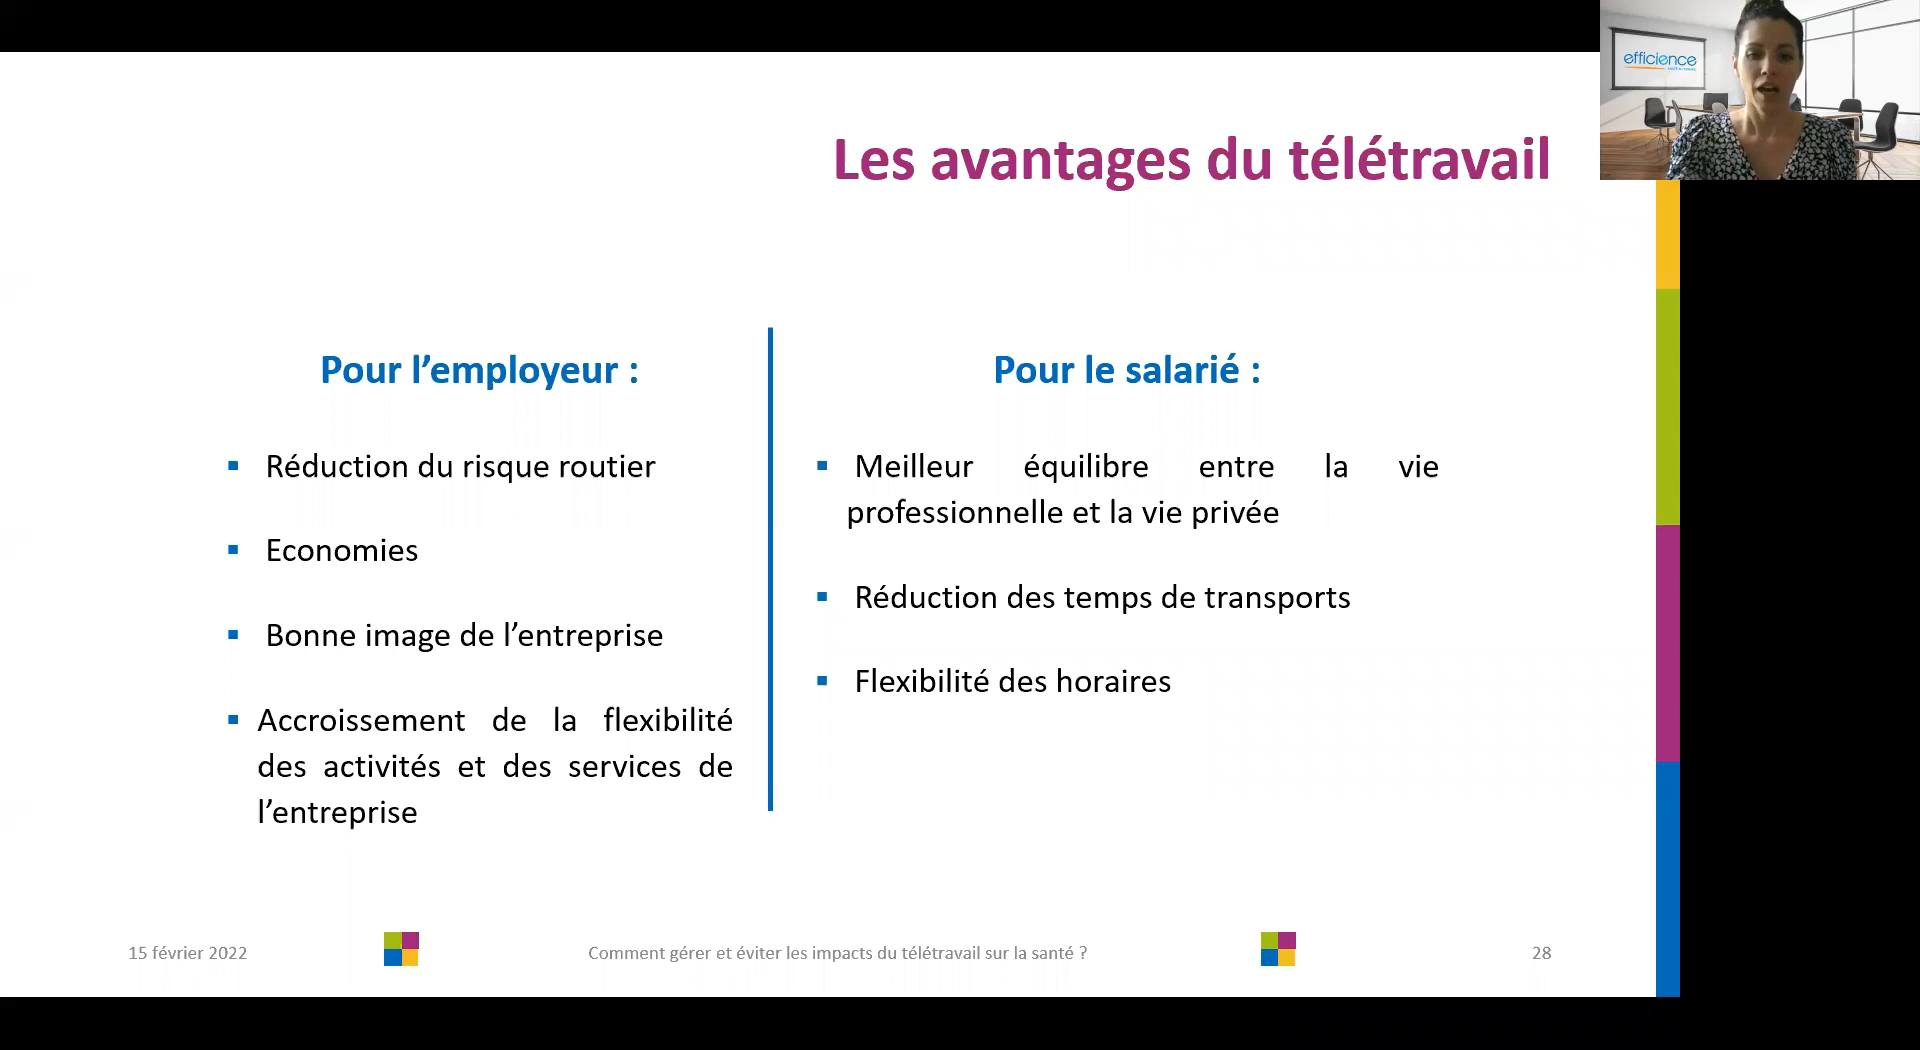 efficience
Les avantages du télétravail
Pour l’employeur :
Réduction du risque routier
Economies
Bonne image de l’entreprise
Accroissement de la flexibilité
des activités et des services de
l’entreprise
Pour le salarié :
Meilleur équilibre entre la vie
professionnelle et la vie privée
Réduction des temps de transports
Flexibilité des horaires
15 février 2022
Comment gérer et éviter les impacts du télétravail sur la santé ?
28